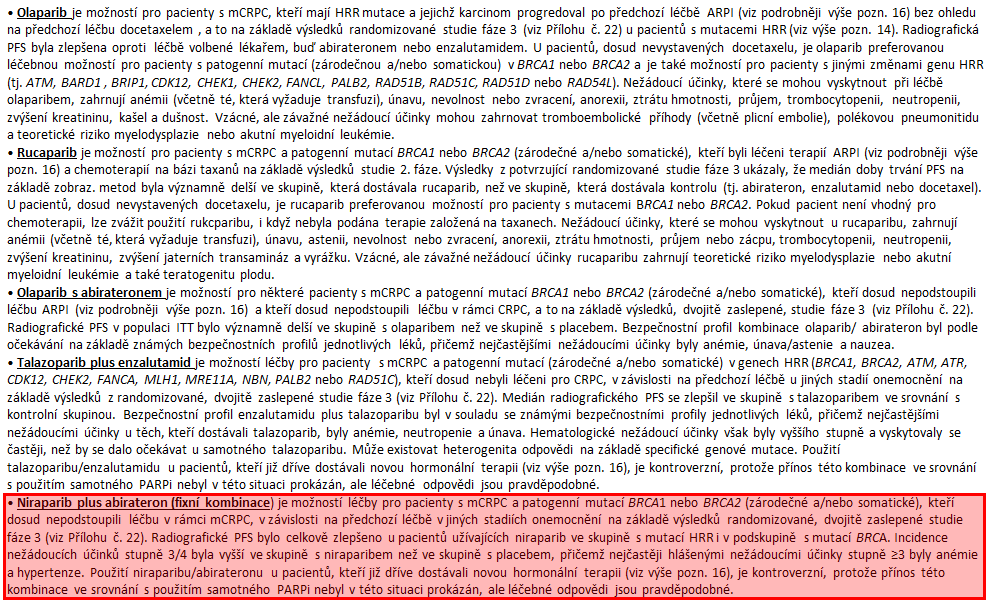 • Olaparib je možností pro pacienty s mCRPC, kteří mají HRR mutace a jejichž karcinom progredoval po předchozí léčbě ARPI (viz podrobněji výše pozn. 16) bez ohledu
na předchozí léčbu docetaxelem , a to na základě výsledků randomizované studie fáze 3 (viz Přílohu č. 22) u pacientů s mutacemi HRR (viz výše pozn. 14). Radiografická
PFS byla zlepšena oproti léčbě volbené lékařem, buď abirateronem nebo enzalutamidem. U pacientů, dosud nevystavených docetaxelu, je olaparib preferovanou
léčebnou možností pro pacienty s patogenní mutací (zárodečnou a/nebo somatickou) v BRCA1 nebo BRCA2 a je také možností pro pacienty s jinými změnami genu HRR
(tj. ATM, BARD1 , BRIP1, CDK12, CHEK1, CHEK2, FANCL, PALB2, RAD51B, RAD51C, RAD51D nebo RAD54L). Nežádoucí účinky, které se mohou vyskytnout při léčbě
olaparibem, zahrnují anémii (včetně té, která vyžaduje transfuzi), únavu, nevolnost nebo zvracení, anorexii, ztrátu hmotnosti, průjem, trombocytopenii, neutropenii,
zvýšení kreatininu, kašel a dušnost. Vzácné, ale závažné nežádoucí účinky mohou zahrnovat tromboembolické příhody (včetně plicní embolie), polékovou pneumonitidu
a teoretické riziko myelodysplazie nebo akutní myeloidní leukémie.
• Rucaparib je možností pro pacienty s mCRPC a patogenní mutací BRCA1 nebo BRCA2 (zárodečné a/nebo somatické), kteří byli léčeni terapií ARPI (viz podrobněji výše
pozn. 16) a chemoterapií na bázi taxanů na základě výsledků studie 2. fáze. Výsledky z potvrzující randomizované studie fáze 3 ukázaly, že medián doby trvání PFS na
základě zobraz. metod byla významně delší ve skupině, která dostávala rucaparib, než ve skupině, která dostávala kontrolu (tj. abirateron, enzalutamid nebo docetaxel).
U pacientů, dosud nevystavených docetaxelu, je rucaparib preferovanou možností pro pacienty s mutacemi BRCA1 nebo BRCA2. Pokud pacient není vhodný pro
chemoterapii, lze zvážit použití rukcparibu, i když nebyla podána terapie založená na taxanech. Nežádoucí účinky, které se mohou vyskytnout u rucaparibu, zahrnují
anémii (včetně té, která vyžaduje transfuzi), únavu, astenii, nevolnost nebo zvracení, anorexii, ztrátu hmotnosti, průjem nebo zácpu, trombocytopenii, neutropenii,
zvýšení kreatininu, zvýšení jaterních transamináz a vyrážku. Vzácné, ale závažné nežádoucí účinky rucaparibu zahrnují teoretické riziko myelodysplazie nebo akutní
myeloidní leukémie a také teratogenitu plodu.
• Olaparib s abirateronem je možností pro některé pacienty s mCRPC a patogenní mutací BRCA1 nebo BRCA2 (zárodečné a/nebo somatické), kteří dosud nepodstoupili
léčbu ARPI (viz podrobněji výše pozn. 16) a kteří dosud nepodstoupili léčbu v rámci CRPC, a to na základě výsledků, dvojitě zaslepené, studie fáze 3 (viz Přílohu č. 22).
Radiografické PFS v populaci ITT bylo významně delší ve skupině s olaparibem než ve skupině s placebem. Bezpečnostní profil kombinace olaparib/ abirateron byl podle
očekávání na základě známých bezpečnostních profilů jednotlivých léků, přičemž nejčastějšími nežádoucími účinky byly anémie, únava/astenie a nauzea.
• Talazoparib plus enzalutamid je možností léčby pro pacienty s mCRPC a patogenní mutací (zárodečné a/nebo somatické) v genech HRR (BRCA1, BRCA2, ATM, ATR,
CDK12, CHEK2, FANCA, MLH1, MRE11A, NBN, PALB2 nebo RAD51C), kteří dosud nebyli léčeni pro CRPC, v závislosti na předchozí léčbě u jiných stadií onemocnění na
základě výsledků z randomizované, dvojitě zaslepené studie fáze 3 (viz Přílohu č. 22). Medián radiografického PFS se zlepšil ve skupině s talazoparibem ve srovnání s
kontrolní skupinou. Bezpečnostní profil enzalutamidu plus talazoparibu byl v souladu se známými bezpečnostními profily jednotlivých léků, přičemž nejčastějšími
nežádoucími účinky u těch, kteří dostávali talazoparib, byly anémie, neutropenie a únava. Hematologické nežádoucí účinky však byly vyššího stupně a vyskytovaly se
častěji, než by se dalo očekávat u samotného talazoparibu. Může existovat heterogenita odpovědi na základě specifické genové mutace. Použití
talazoparibu/enzalutamidu u pacientů, kteří již dříve dostávali novou hormonální terapii (viz výše pozn. 16), je kontroverzní, protože přínos této kombinace ve srovnání
s použitím samotného PARPi nebyl v této situaci prokázán, ale léčebné odpovědi jsou pravděpodobné.
• Niraparib plus abirateron (fixní kombinace) je možností léčby pro pacienty s mCRPC a patogenní mutací BRCA1 nebo BRCA2 (zárodečné a/nebo somatické), kteří
dosud nepodstoupili léčbu v rámci mCRPC, v závislosti na předchozí léčbě v jiných stadiích onemocnění na základě výsledků randomizované, dvojitě zaslepené studie
fáze 3 (viz Přílohu č. 22). Radiografické PFS bylo celkově zlepšeno u pacientů užívajících niraparib ve skupině s mutací HRR i v podskupině s mutací BRCA. Incidence
nežádoucích účinků stupně 3/4 byla vyšší ve skupině s niraparibem než ve skupině s placebem, přičemž nejčastěji hlášenými nežádoucími účinky stupně ≥3 byly anémie
a hypertenze. Použití niraparibu/abirateronu u pacientů, kteří již dříve dostávali novou hormonální terapii (viz výše pozn. 16), je kontroverzní, protože přínos této
kombinace ve srovnání s použitím samotného PARPi nebyl v této situaci prokázán, ale léčebné odpovědi jsou pravděpodobné.